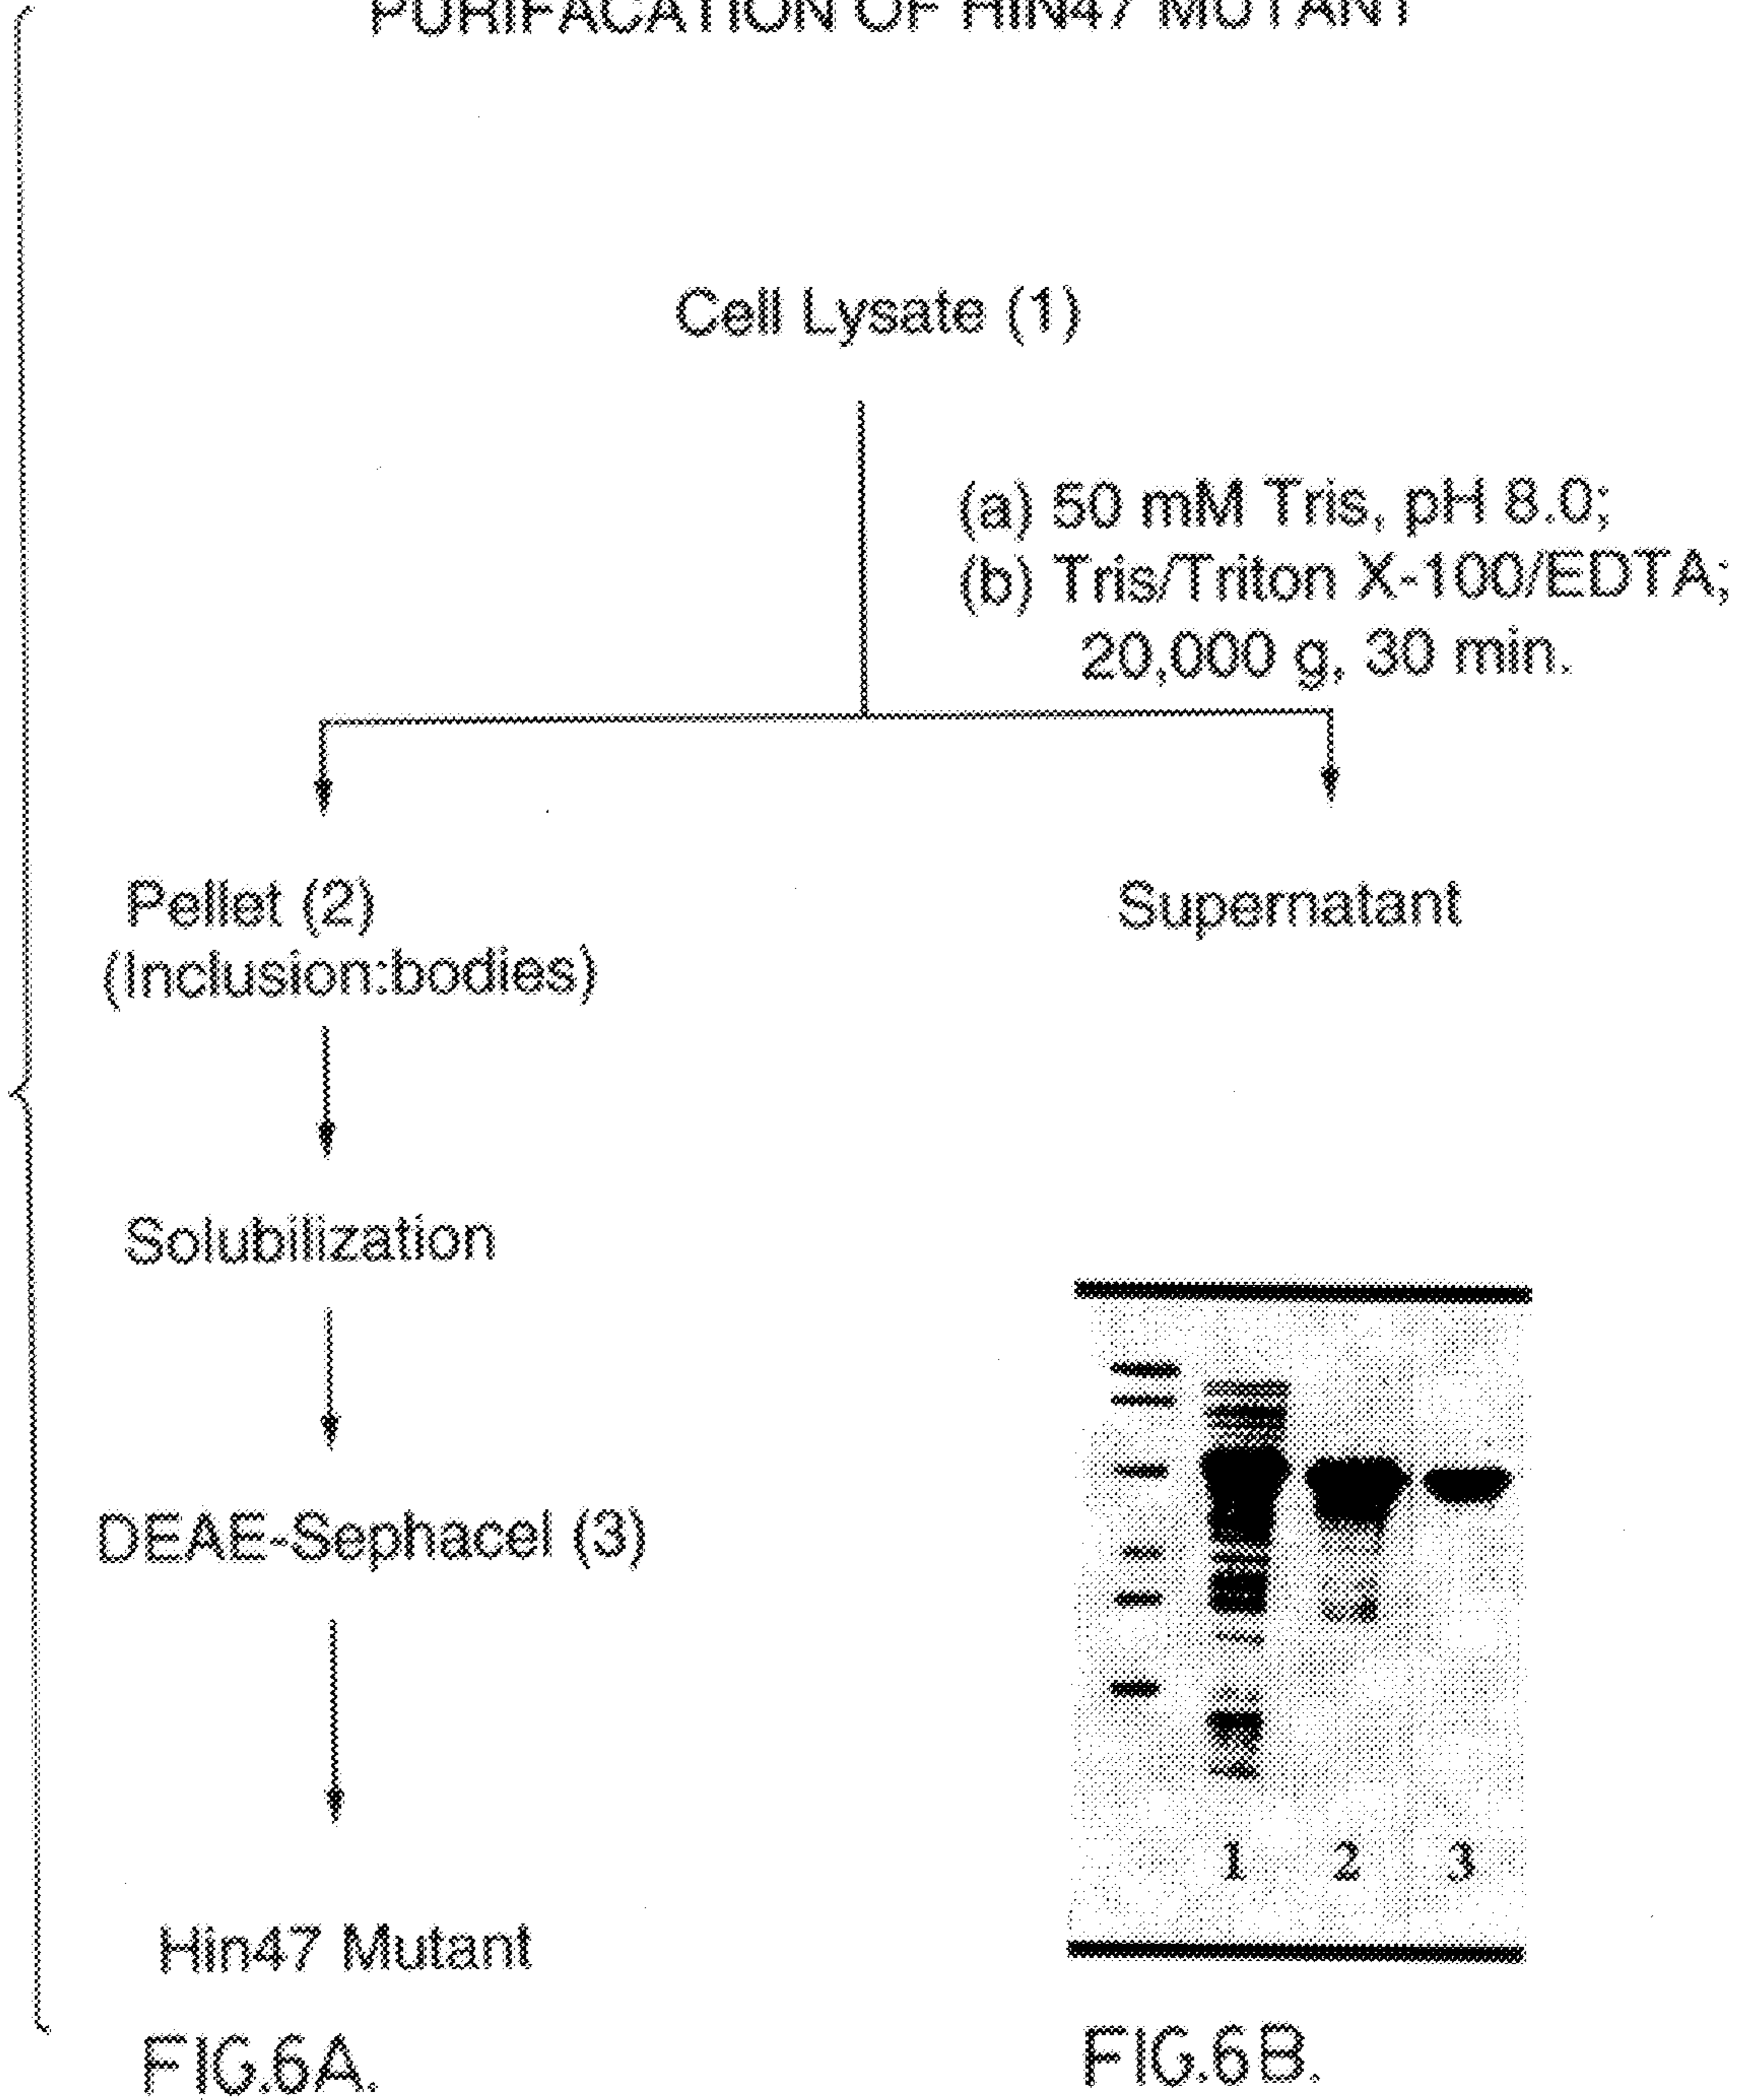 PURIFACATION OF HIN47 MUTANT
Cell Lysate (1)
(a) 50 mM Tris, pH 8.0;
(b) Tris/Triton X-100/EDTA;
20,000 g, 30 min.
Pellet (2)
(Inclusion:bodies)
Supernatant
Solubilization
DEAE-Sephacel (3)
Hin47 Mutant
1 2 3
FIG.6A.
FIG.6B.